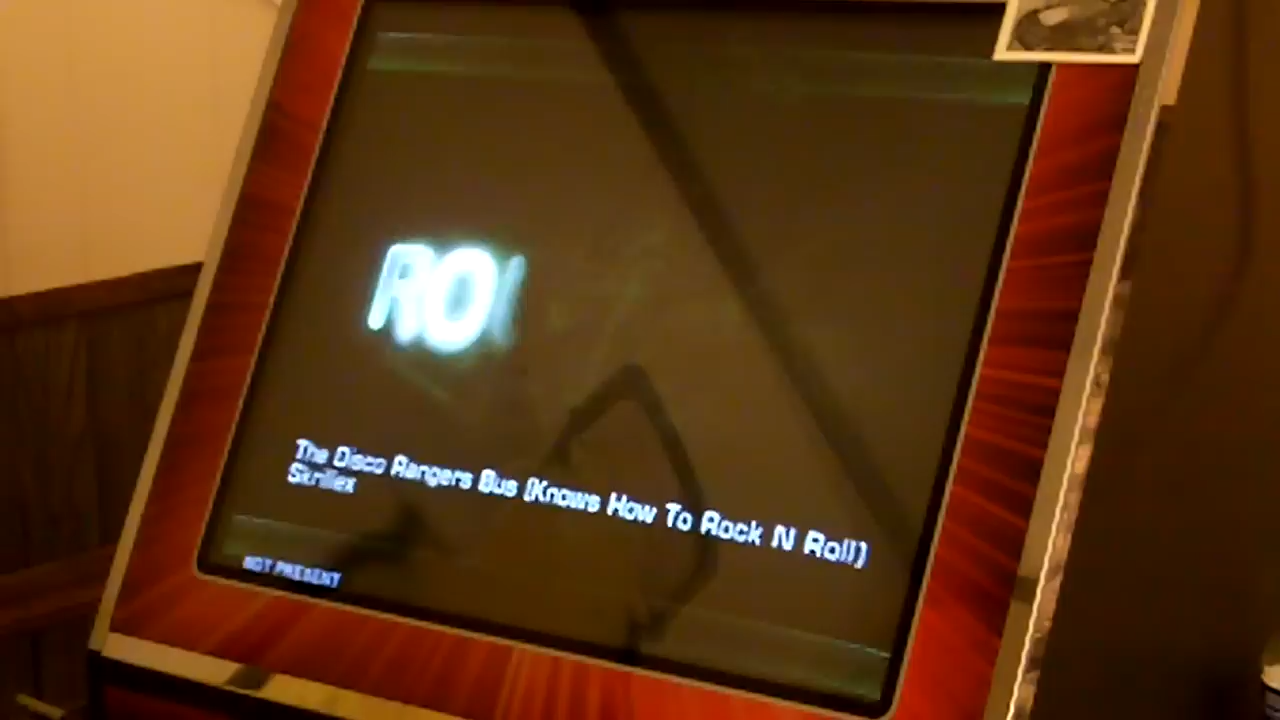 RO
The Disco Rangers Bus (Knows How To Rock N Roll)
Skrillex
NOT PRESENT